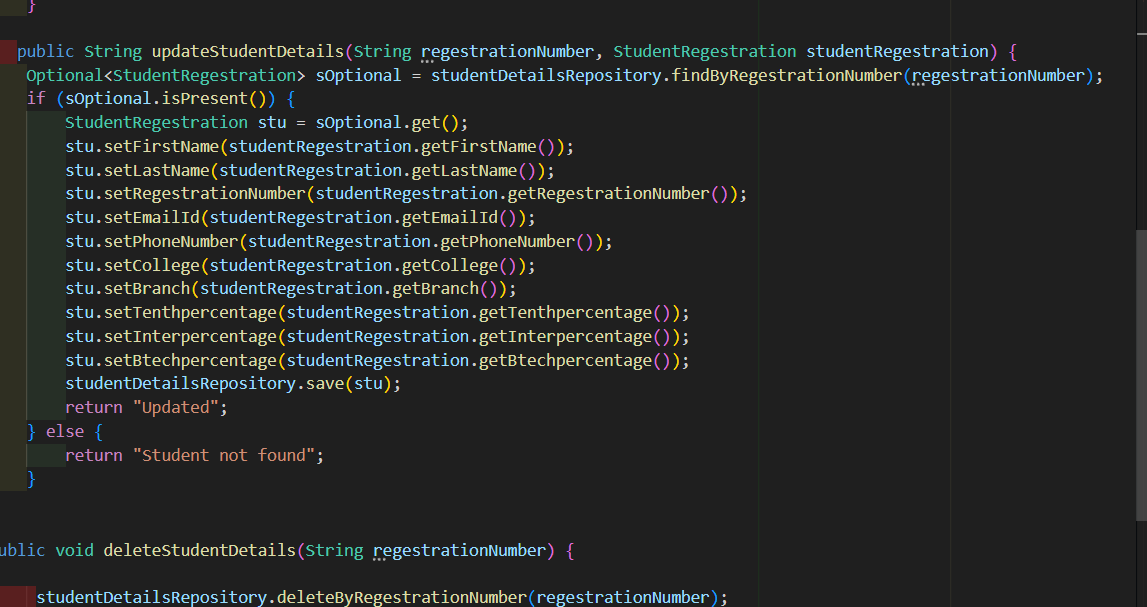 }
public String updateStudentDetails(String regestrationNumber, StudentRegestration studentRegestration) {
Optional<StudentRegestration> sOptional = studentDetailsRepository.findByRegestrationNumber(regestrationNumber);
if (sOptional.isPresent()) {
StudentRegestration stu = sOptional.get();
stu.setFirstName(studentRegestration.getFirstName());
stu.setLastName(studentRegestration.getLastName());
stu.setRegestrationNumber(studentRegestration.getRegestrationNumber());
stu.setEmailId(studentRegestration.getEmailId());
stu.setPhoneNumber(studentRegestration.getPhoneNumber());
stu.setCollege(studentRegestration.getCollege());
stu.setBranch(studentRegestration.getBranch());
stu.setTenthpercentage(studentRegestration.getTenthpercentage());
stu.setInterpercentage(studentRegestration.getInterpercentage());
stu.setBtechpercentage(studentRegestration.getBtechpercentage());
studentDetailsRepository.save(stu);
return "Updated";
} else {
return "Student not found";
}
ublic void deleteStudentDetails(String regestrationNumber) {
studentDetailsRepository.deleteByRegestrationNumber(regestrationNumber);